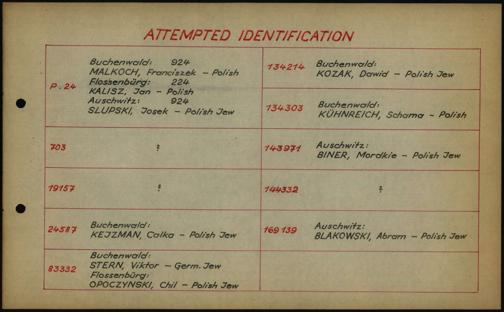 ATTEMPTED IDENTIFICATION
P.24
Buchenwald: 924
MALKOCH, Franciszek - Polish
Flossenbürg: 224
KALISZ, Jan - Polish
Auschwitz: 924
SLUPSKI, Josek - Polish Jew
703 ?
19157 ?
24587
Buchenwald:
KEJZMAN, Calka - Polish Jew
83332
Buchenwald:
STERN, Viktor - Germ. Jew
Flossenbürg:
OPOCZYNSKI, Chil - Polish Jew
134214
Buchenwald:
KOZAK, Dawid - Polish Jew
134303
Buchenwald:
KÜHNREICH, Schama - Polish
143971
Auschwitz:
BINER, Mordkie - Polish Jew
144332 ?
169139
Auschwitz:
BLAKOWSKI, Abram - Polish Jew